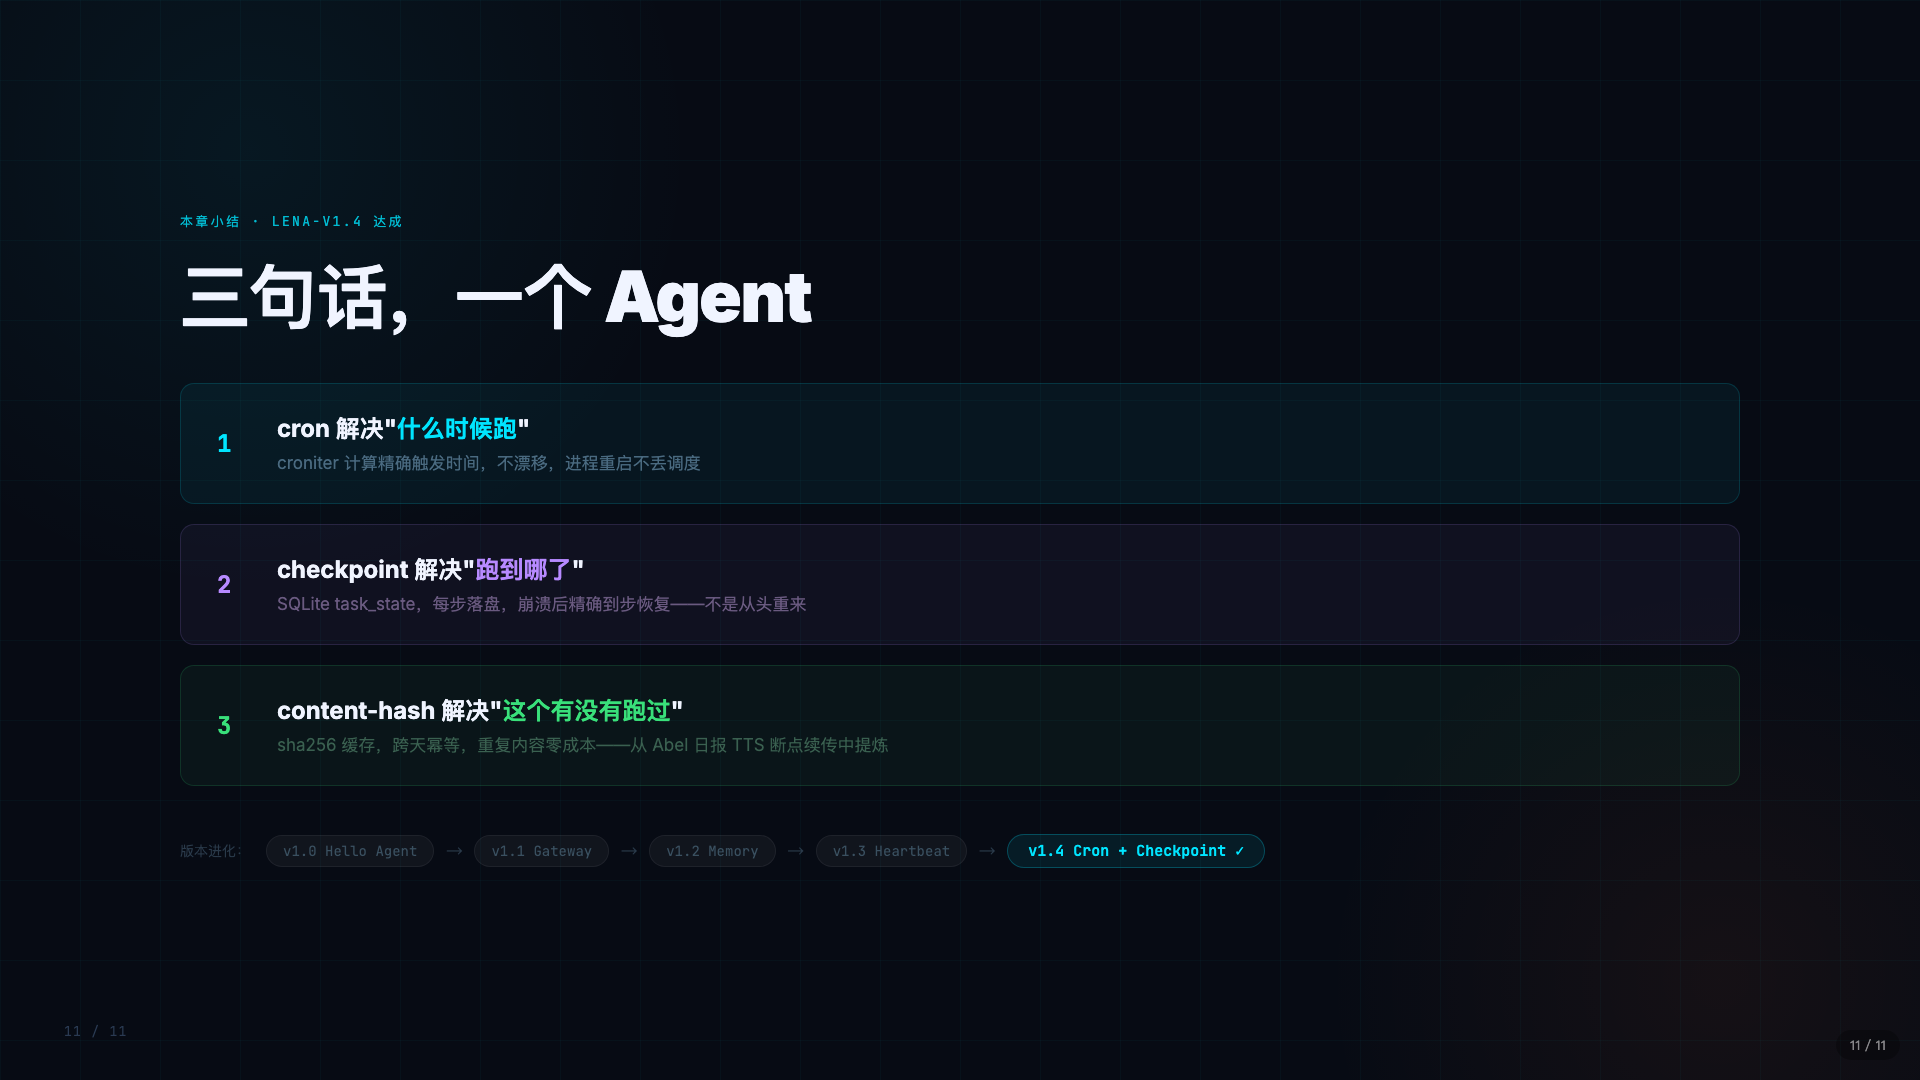 本章小结 · LENA-V1.4 达成
三句话，一个 Agent
1
cron 解决"什么时候跑"
croniter 计算精确触发时间，不漂移，进程重启不丢调度
2
checkpoint 解决"跑到哪了"
SQLite task_state，每步落盘，崩溃后精确到步恢复——不是从头重来
3
content-hash 解决"这个有没有跑过"
sha256 缓存，跨天幂等，重复内容零成本——从 Abel 日报 TTS 断点续传中提炼
版本进化： v1.0 Hello Agent → v1.1 Gateway → v1.2 Memory → v1.3 Heartbeat → v1.4 Cron + Checkpoint ✓
11 / 11
11 / 11